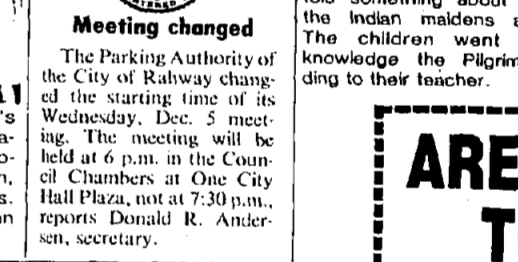 Meeting changed
The Parking Authority of
the City of Rahway chang-
ed the starting time of its
Wednesday, Dec. 5 meet-
ing. The meeting will be
held at 6 p.m. in the Coun-
cil Chambers at One City
Hall Plaza, not at 7:30 p.m.,
reports Donald R. Ander-
sen, secretary.
the Indian maidens
The children went
knowledge the Pilgrim
ding to their teacher.
ARE
T